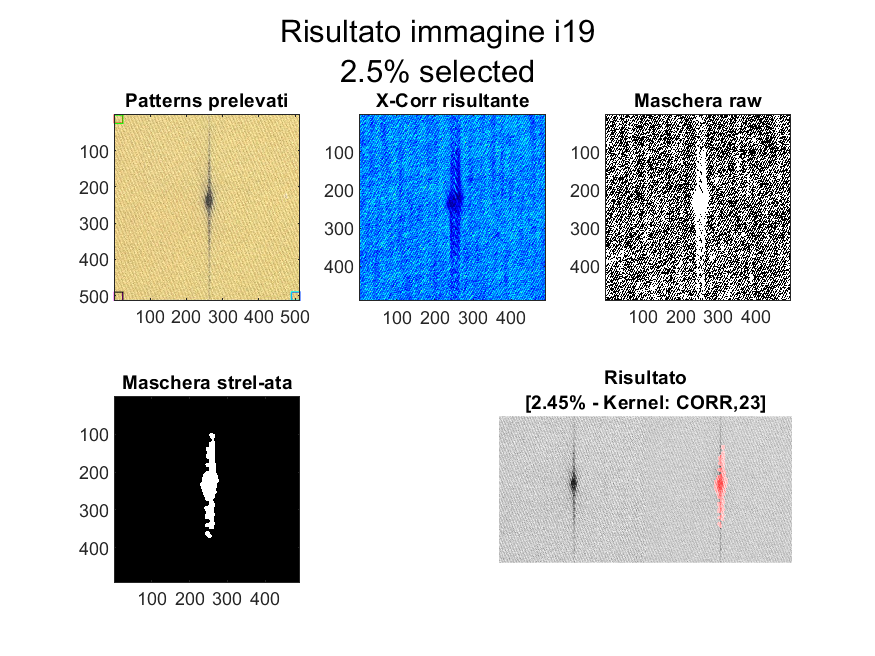 Risultato immagine i19
2.5% selected
Patterns prelevati
100
200
300
400
500
100 200 300 400 500
X-Corr risultante
100
200
300
400
100 200 300 400
Maschera raw
100
200
300
400
100 200 300 400
Maschera strel-ata
100
200
300
400
100 200 300 400
Risultato
[2.45% - Kernel: CORR,23]